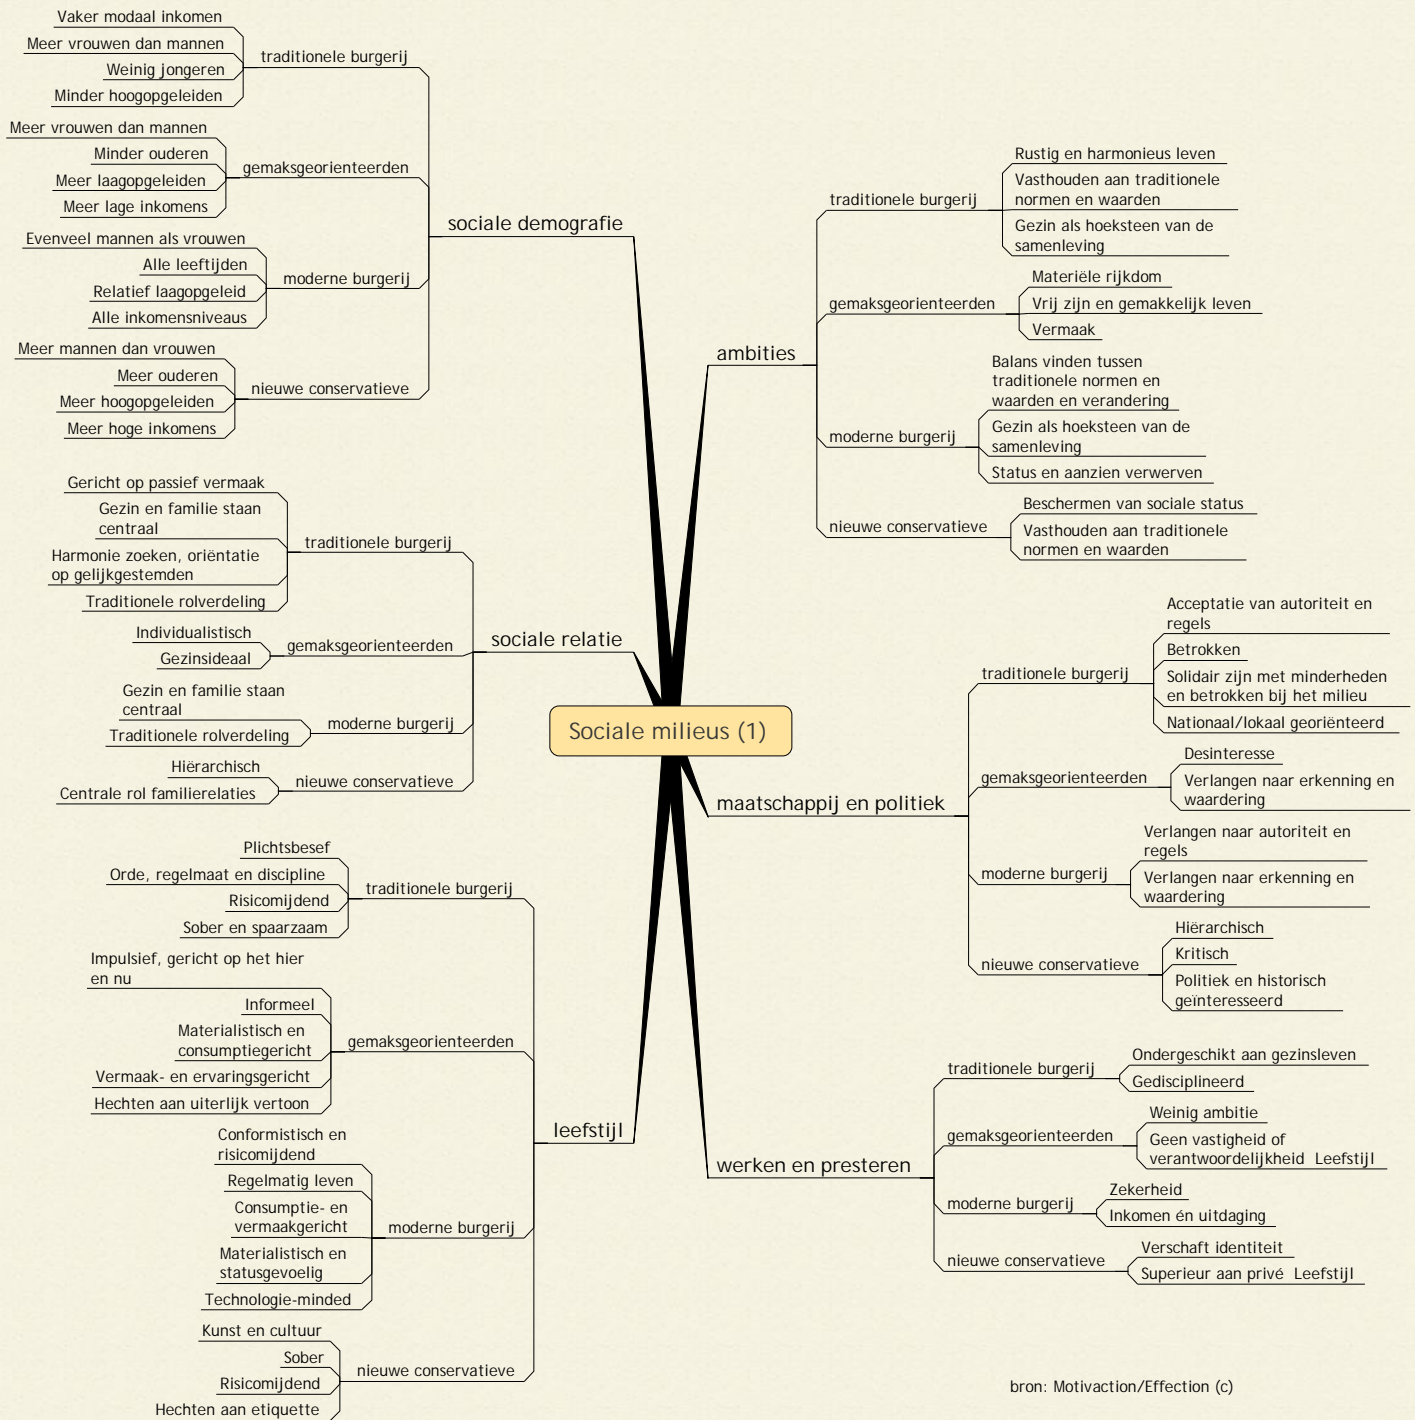 Sociale milieus (1)
sociale demografie
traditionele burgerij
Vaker modaal inkomen
Meer vrouwen dan mannen
Weinig jongeren
Minder hoogopgeleiden
gemaksgeorienteerden
Meer vrouwen dan mannen
Minder ouderen
Meer laagopgeleiden
Meer lage inkomens
moderne burgerij
Evenveel mannen als vrouwen
Alle leeftijden
Relatief laagopgeleid
Alle inkomensniveaus
nieuwe conservatieve
Meer mannen dan vrouwen
Meer ouderen
Meer hoogopgeleiden
Meer hoge inkomens
sociale relatie
traditionele burgerij
Gericht op passief vermaak
Gezin en familie staan
centraal
Harmonie zoeken, oriëntatie
op gelijkgestemden
Traditionele rolverdeling
gemaksgeorienteerden
Individualistisch
Gezinsideaal
moderne burgerij
Gezin en familie staan
centraal
Traditionele rolverdeling
nieuwe conservatieve
Hiërarchisch
Centrale rol familierelaties
leefstijl
traditionele burgerij
Plichtsbesef
Orde, regelmaat en discipline
Risicomijdend
Sober en spaarzaam
gemaksgeorienteerden
Impulsief, gericht op het hier
en nu
Informeel
Materialistisch en
consumptiegericht
Vermaak- en ervaringsgericht
Hechten aan uiterlijk vertoon
moderne burgerij
Conformistisch en
risicomijdend
Regelmatig leven
Consumptie- en
vermaakgericht
Materialistisch en
statusgevoelig
Technologie-minded
nieuwe conservatieve
Kunst en cultuur
Sober
Risicomijdend
Hechten aan etiquette
ambities
traditionele burgerij
Rustig en harmonieus leven
Vasthouden aan traditionele
normen en waarden
Gezin als hoeksteen van de
samenleving
gemaksgeorienteerden
Materiële rijkdom
Vrij zijn en gemakkelijk leven
Vermaak
moderne burgerij
Balans vinden tussen
traditionele normen en
waarden en verandering
Gezin als hoeksteen van de
samenleving
Status en aanzien verwerven
nieuwe conservatieve
Beschermen van sociale status
Vasthouden aan traditionele
normen en waarden
maatschappij en politiek
traditionele burgerij
Acceptatie van autoriteit en
regels
Betrokken
Solidair zijn met minderheden
en betrokken bij het milieu
Nationaal/lokaal georiënteerd
gemaksgeorienteerden
Desinteresse
Verlangen naar erkenning en
waardering
moderne burgerij
Verlangen naar autoriteit en
regels
Verlangen naar erkenning en
waardering
nieuwe conservatieve
Hiërarchisch
Kritisch
Politiek en historisch
geïnteresseerd
werken en presteren
traditionele burgerij
Ondergeschikt aan gezinsleven
Gedisciplineerd
gemaksgeorienteerden
Weinig ambitie
Geen vastigheid of
verantwoordelijkheid Leefstijl
moderne burgerij
Zekerheid
Inkomen én uitdaging
nieuwe conservatieve
Verschaft identiteit
Superieur aan privé Leefstijl
bron: Motivaction/Effection (c)